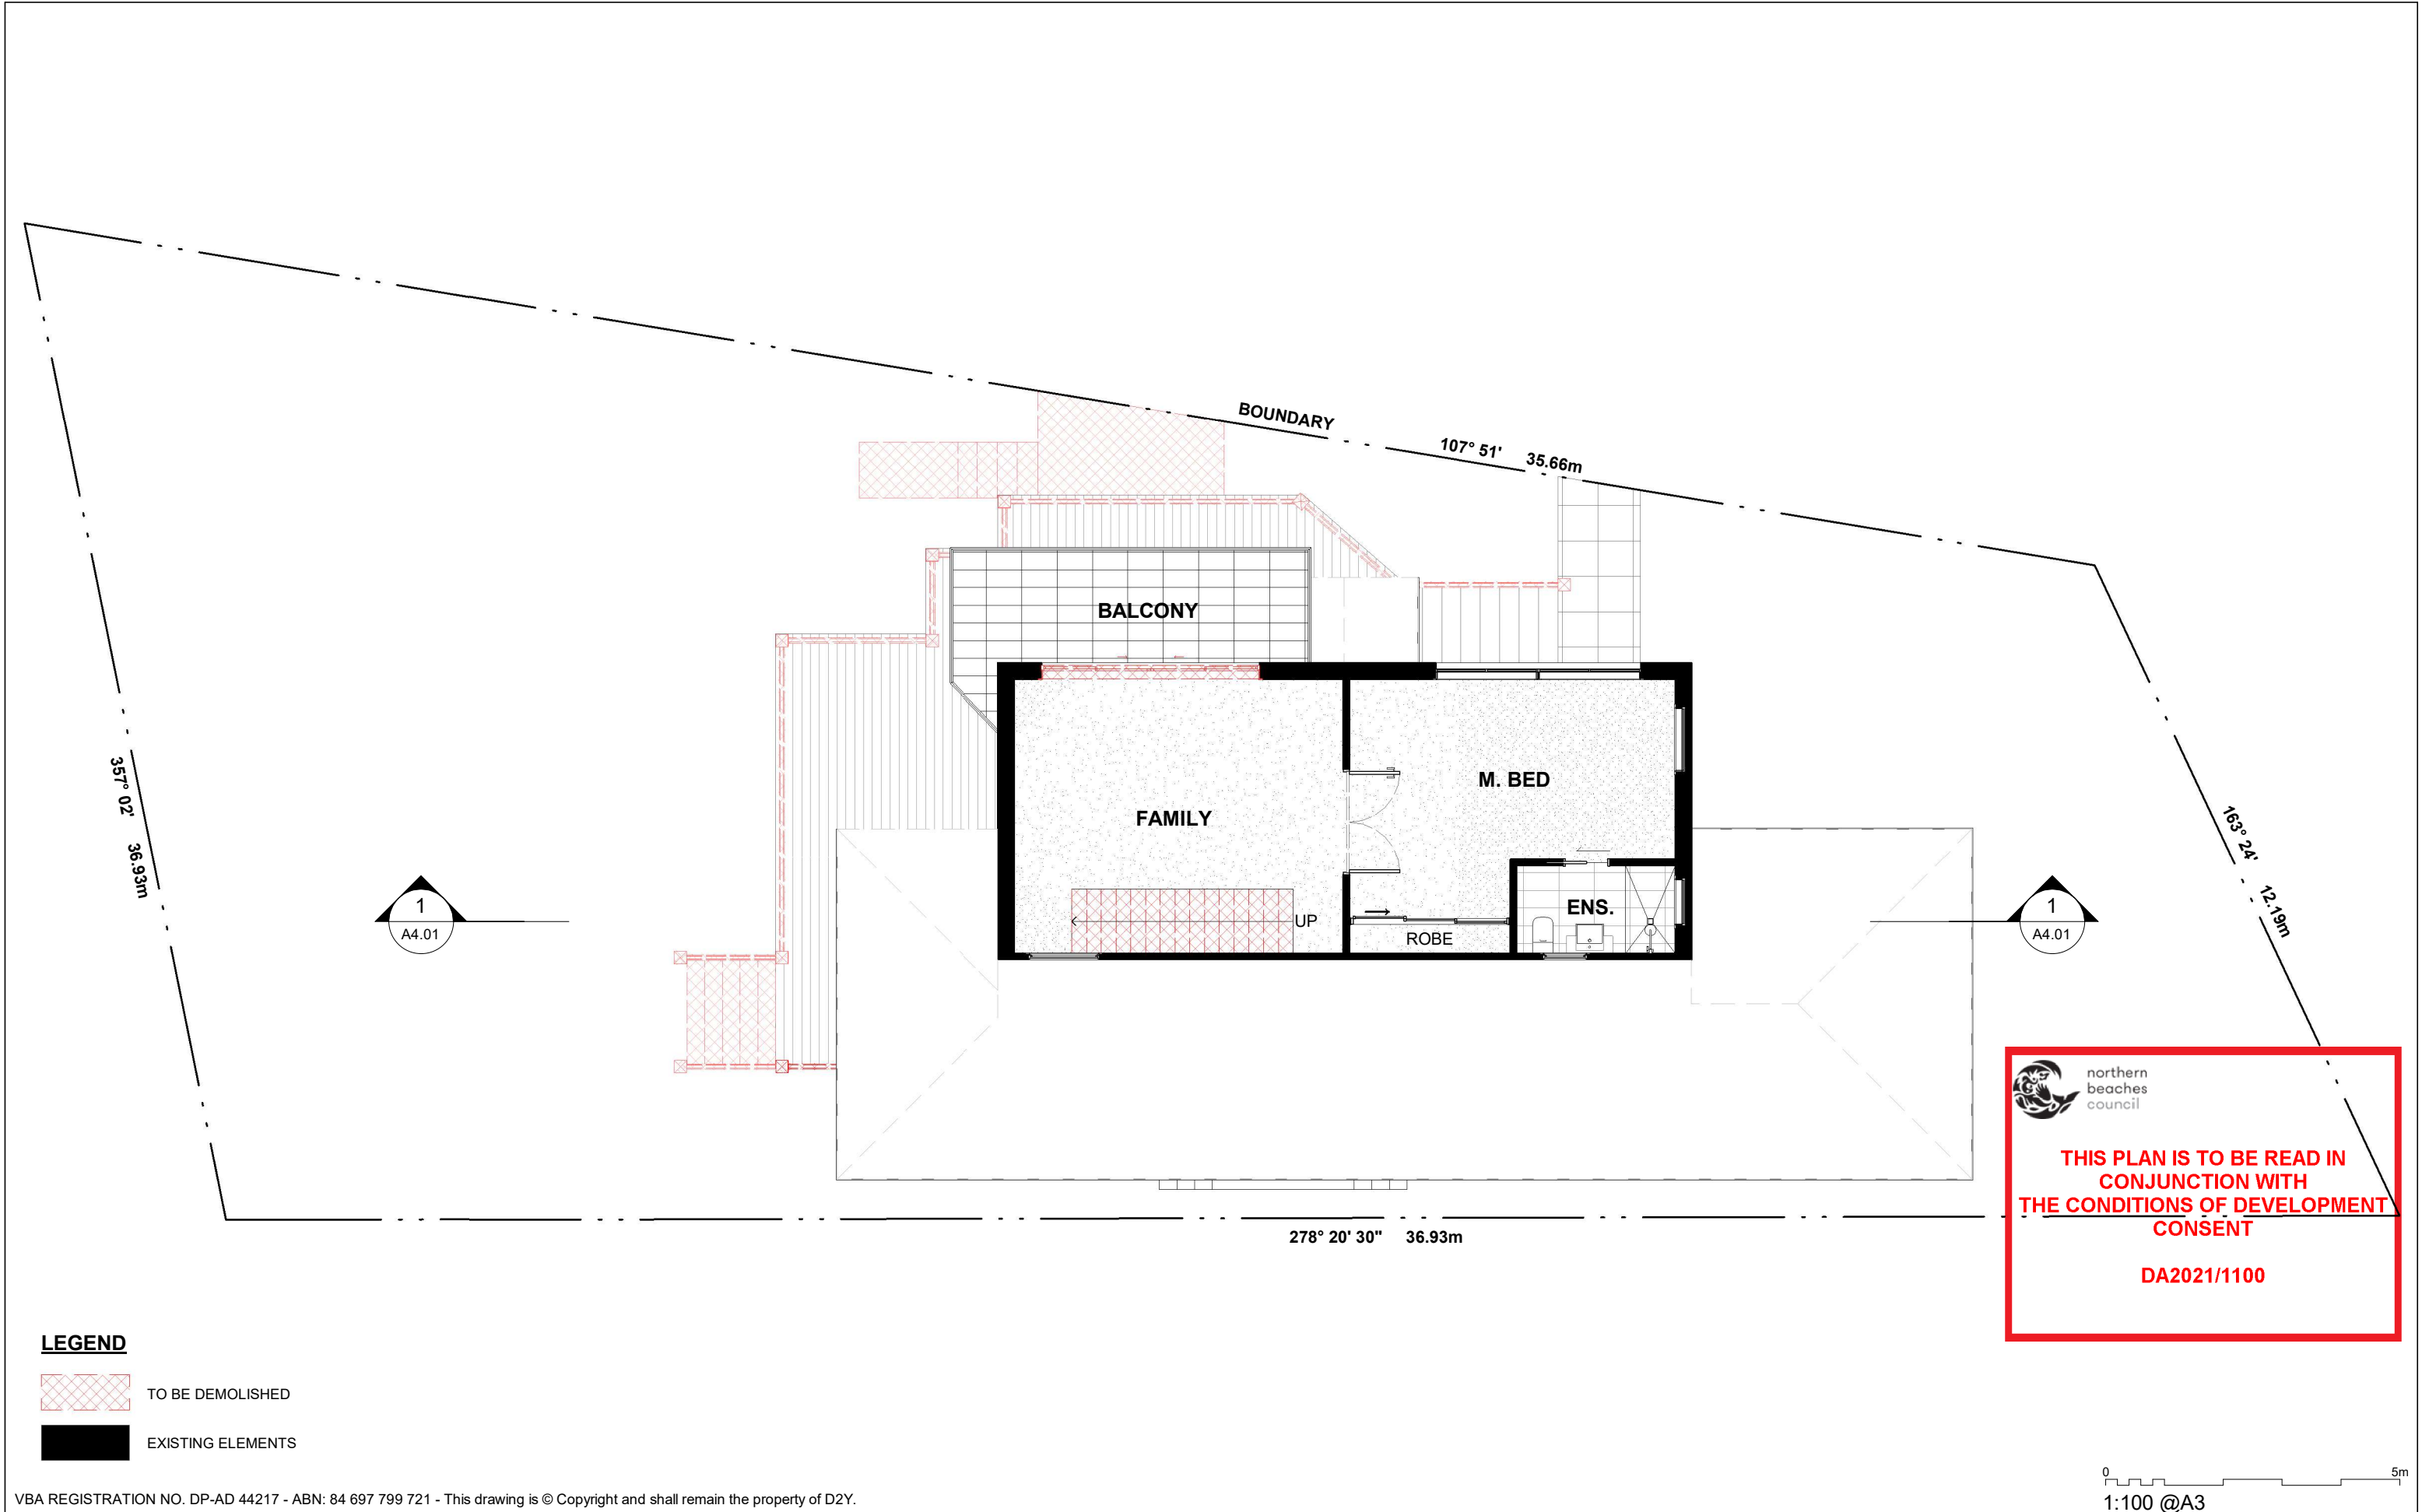 BOUNDARY
107° 51' 35.66m
BALCONY
357° 02' 36.93m
M. BED
FAMILY
163° 24' 12.19m
1
A4.01
UP
ROBE
ENS.
1
A4.01
northern
beaches
council
THIS PLAN IS TO BE READ IN
CONJUNCTION WITH
THE CONDITIONS OF DEVELOPMENT
CONSENT
DA2021/1100
278° 20' 30" 36.93m
LEGEND
TO BE DEMOLISHED
EXISTING ELEMENTS
0 5m
1:100 @A3
VBA REGISTRATION NO. DP-AD 44217 - ABN: 84 697 799 721 - This drawing is © Copyright and shall remain the property of D2Y.